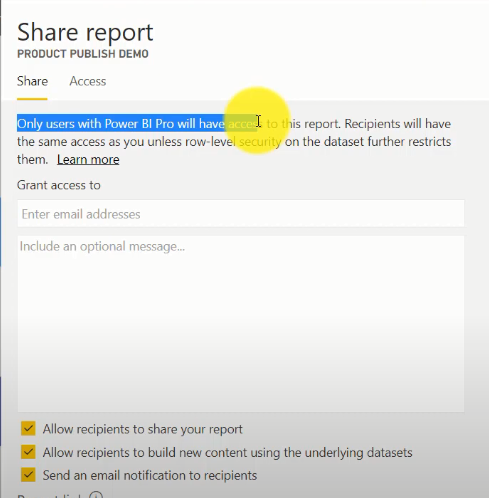 Share report
PRODUCT PUBLISH DEMO
Share Access
Only users with Power BI Pro will have access to this report. Recipients will have
the same access as you unless row-level security on the dataset further restricts
them. Learn more
Grant access to
Enter email addresses
Include an optional message...
Allow recipients to share your report
Allow recipients to build new content using the underlying datasets
Send an email notification to recipients